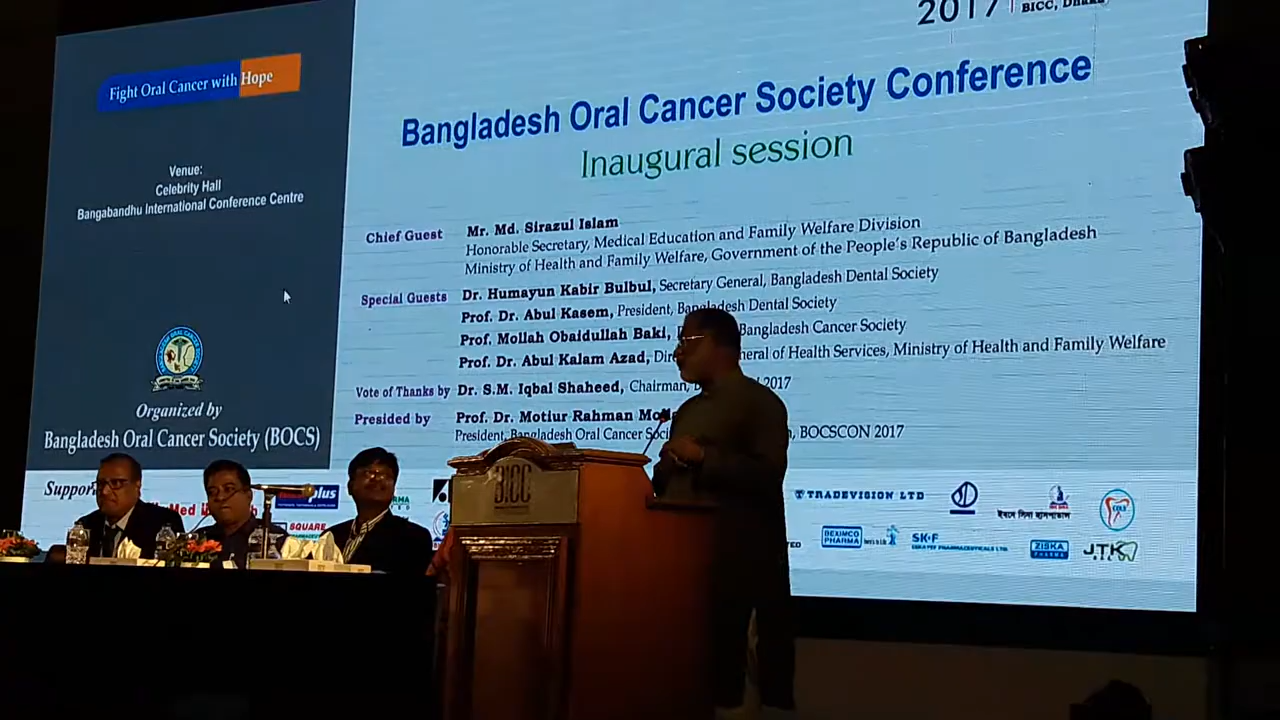 Fight Oral Cancer with Hope
Venue:
Celebrity Hall
Bangabandhu International Conference Centre
Organized by
Bangladesh Oral Cancer Society (BOCS)
2017 | BICC, Dhaka
Bangladesh Oral Cancer Society Conference
Inaugural session
Chief Guest Mr. Md. Sirazul Islam
Honorable Secretary, Medical Education and Family Welfare Division
Ministry of Health and Family Welfare, Government of the People's Republic of Bangladesh
Special Guests Dr. Humayun Kabir Bulbul, Secretary General, Bangladesh Dental Society
Prof. Dr. Abul Kasem, President, Bangladesh Dental Society
Prof. Mollah Obaidullah Baki, Bangladesh Cancer Society
Prof. Dr. Abul Kalam Azad, of Health Services, Ministry of Health and Family Welfare
Vote of Thanks by Dr. S.M. Iqbal Shaheed, Chairman, 2017
Presided by Prof. Dr. Motiur Rahman
President, Bangladesh Oral Cancer , BOCSCON 2017
plus
SQUARE
BICC
TRADEVISION LTD
BEXIMCO PHARMA
SK+F
ESKAYEF PHARMACEUTICALS LTD
ZISKA
JTK